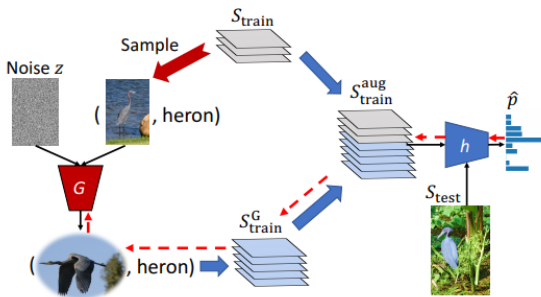 S_train
Sample
Noise z
( , heron)
S_train^aug
p̂
h
G
S_test
S_train^G
( , heron)